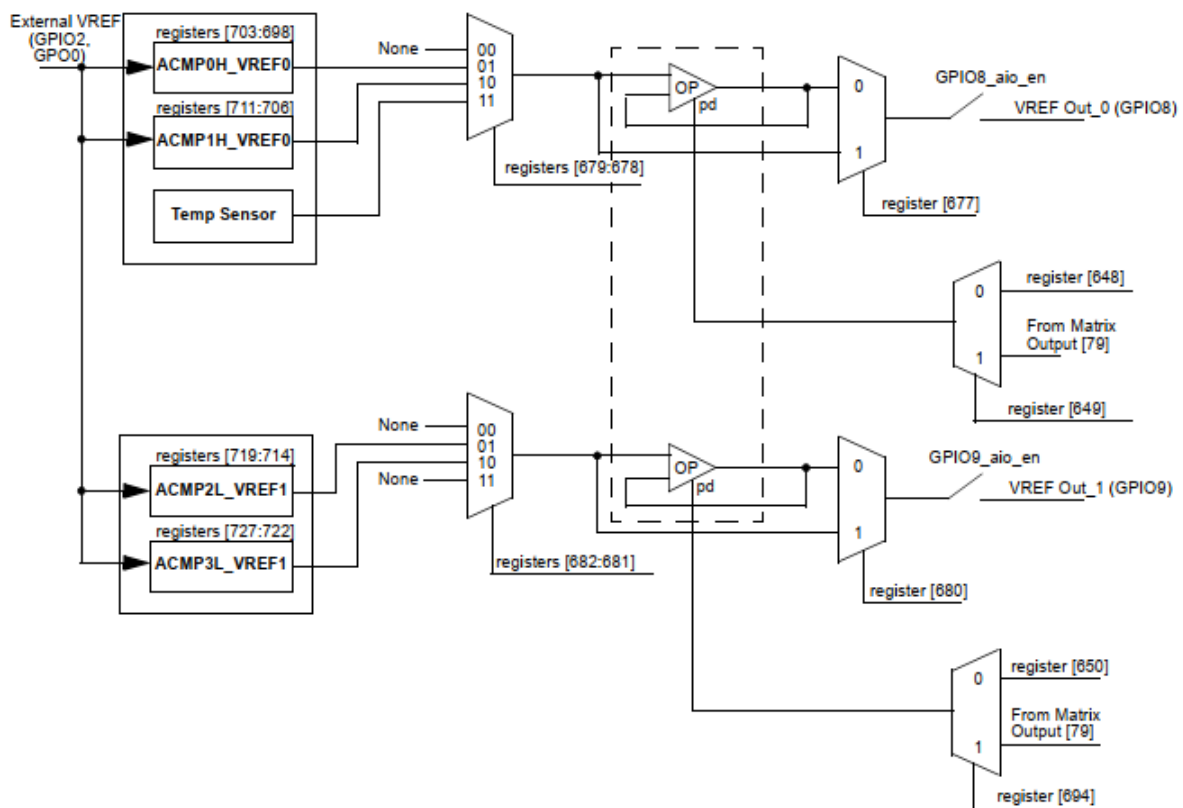 External VREF
(GPIO2,
GPO0)
registers [703:698]
ACMP0H_VREF0
registers [711:706]
ACMP1H_VREF0
Temp Sensor
None
00
01
10
11
registers [679:678]
OP
pd
0
1
register [677]
GPIO8_aio_en
VREF Out_0 (GPIO8)
0
1
register [648]
From Matrix
Output [79]
register [649]
registers [719:714]
ACMP2L_VREF1
registers [727:722]
ACMP3L_VREF1
None
00
01
10
None
11
registers [682:681]
OP
pd
0
1
register [680]
GPIO9_aio_en
VREF Out_1 (GPIO9)
0
1
register [650]
From Matrix
Output [79]
register [694]